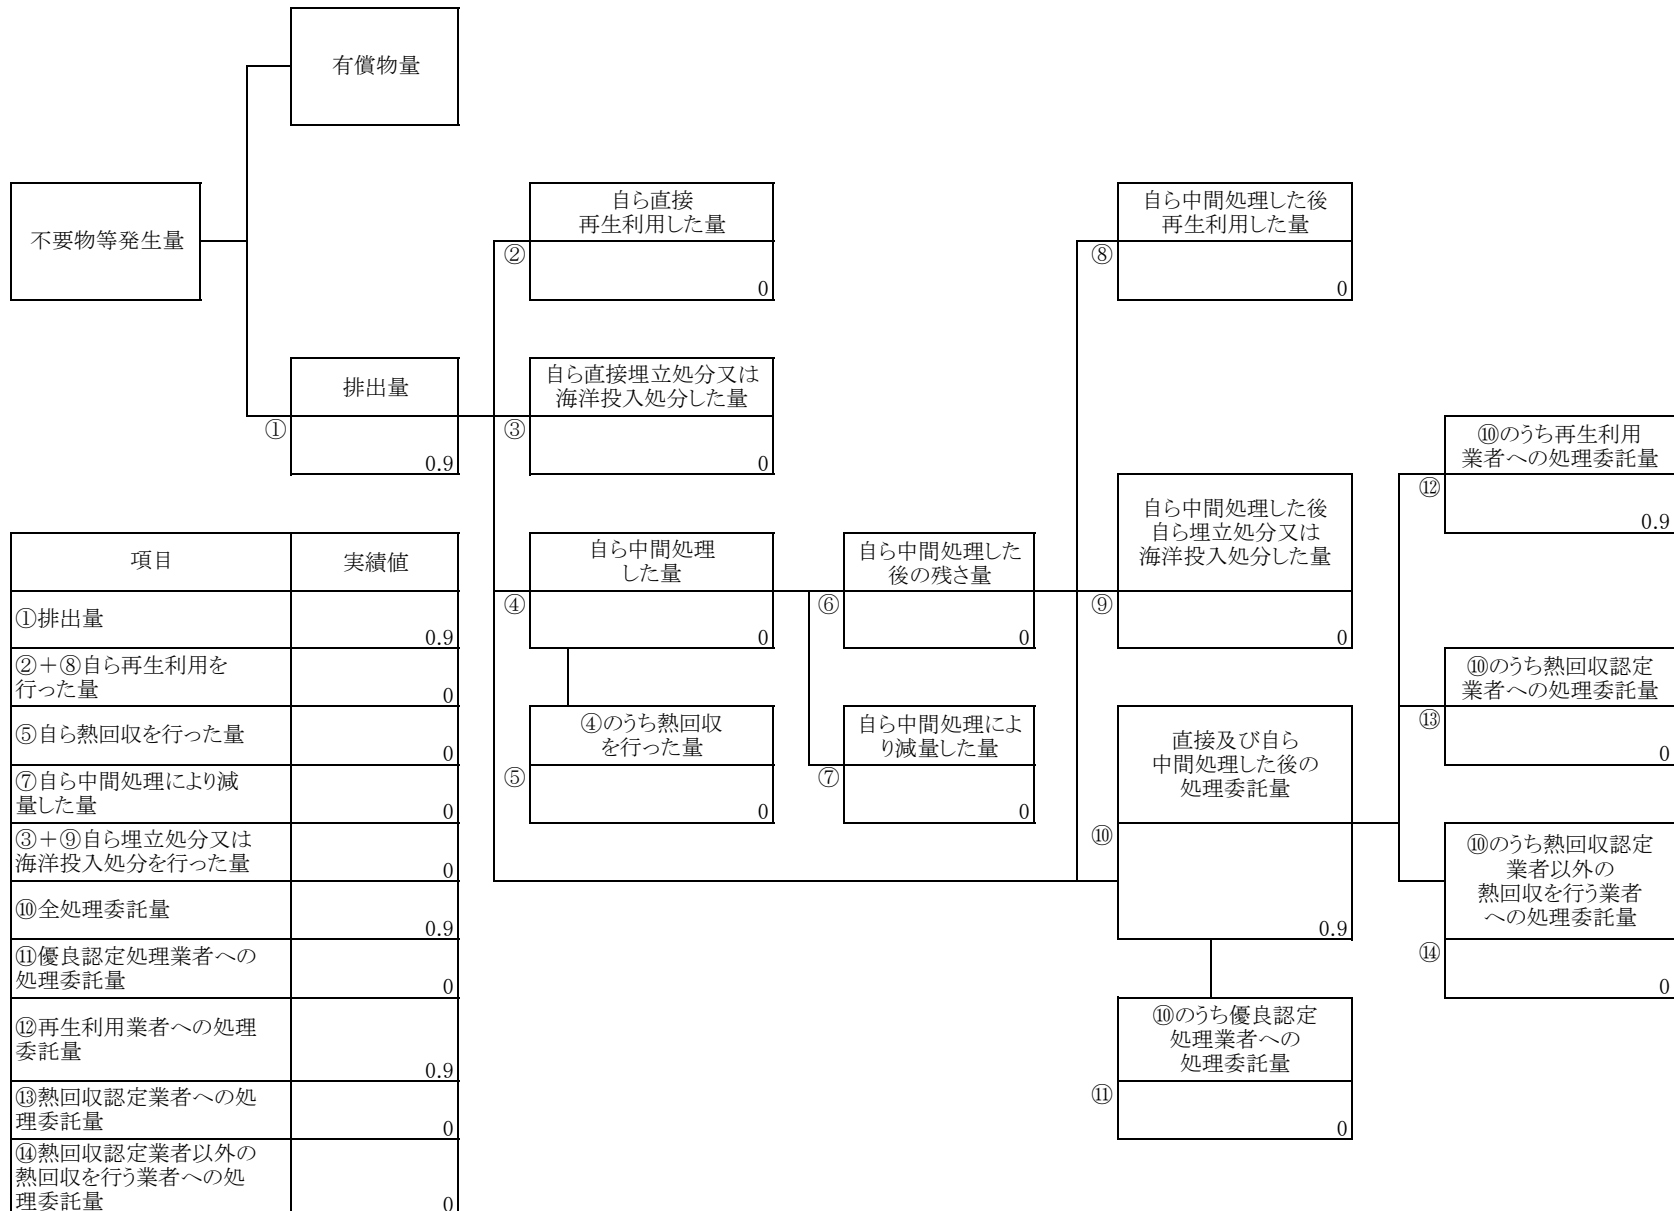 有償物量
不要物等発生量
自ら直接
再生利用した量
②
0
自ら中間処理した後
再生利用した量
⑧
0
排出量
①
0.9
自ら直接埋立処分又は
海洋投入処分した量
③
0
⑩のうち再生利用
業者への処理委託量
⑫
0.9
自ら中間処理
した量
④
0
自ら中間処理した
後の残さ量
⑥
0
自ら中間処理した後
自ら埋立処分又は
海洋投入処分した量
⑨
0
⑩のうち熱回収認定
業者への処理委託量
⑬
0
④のうち熱回収
を行った量
⑤
0
自ら中間処理によ
り減量した量
⑦
0
直接及び自ら
中間処理した後の
処理委託量
⑩
0.9
⑩のうち熱回収認定
業者以外の
熱回収を行う業者
への処理委託量
⑭
0
⑩のうち優良認定
処理業者への
処理委託量
⑪
0
項目 実績値
①排出量
0.9
②＋⑧自ら再生利用を
行った量
0
⑤自ら熱回収を行った量
0
⑦自ら中間処理により減
量した量
0
③＋⑨自ら埋立処分又は
海洋投入処分を行った量
0
⑩全処理委託量
0.9
⑪優良認定処理業者への
処理委託量
0
⑫再生利用業者への処理
委託量
0.9
⑬熱回収認定業者への処
理委託量
0
⑭熱回収認定業者以外の
熱回収を行う業者への処
理委託量
0